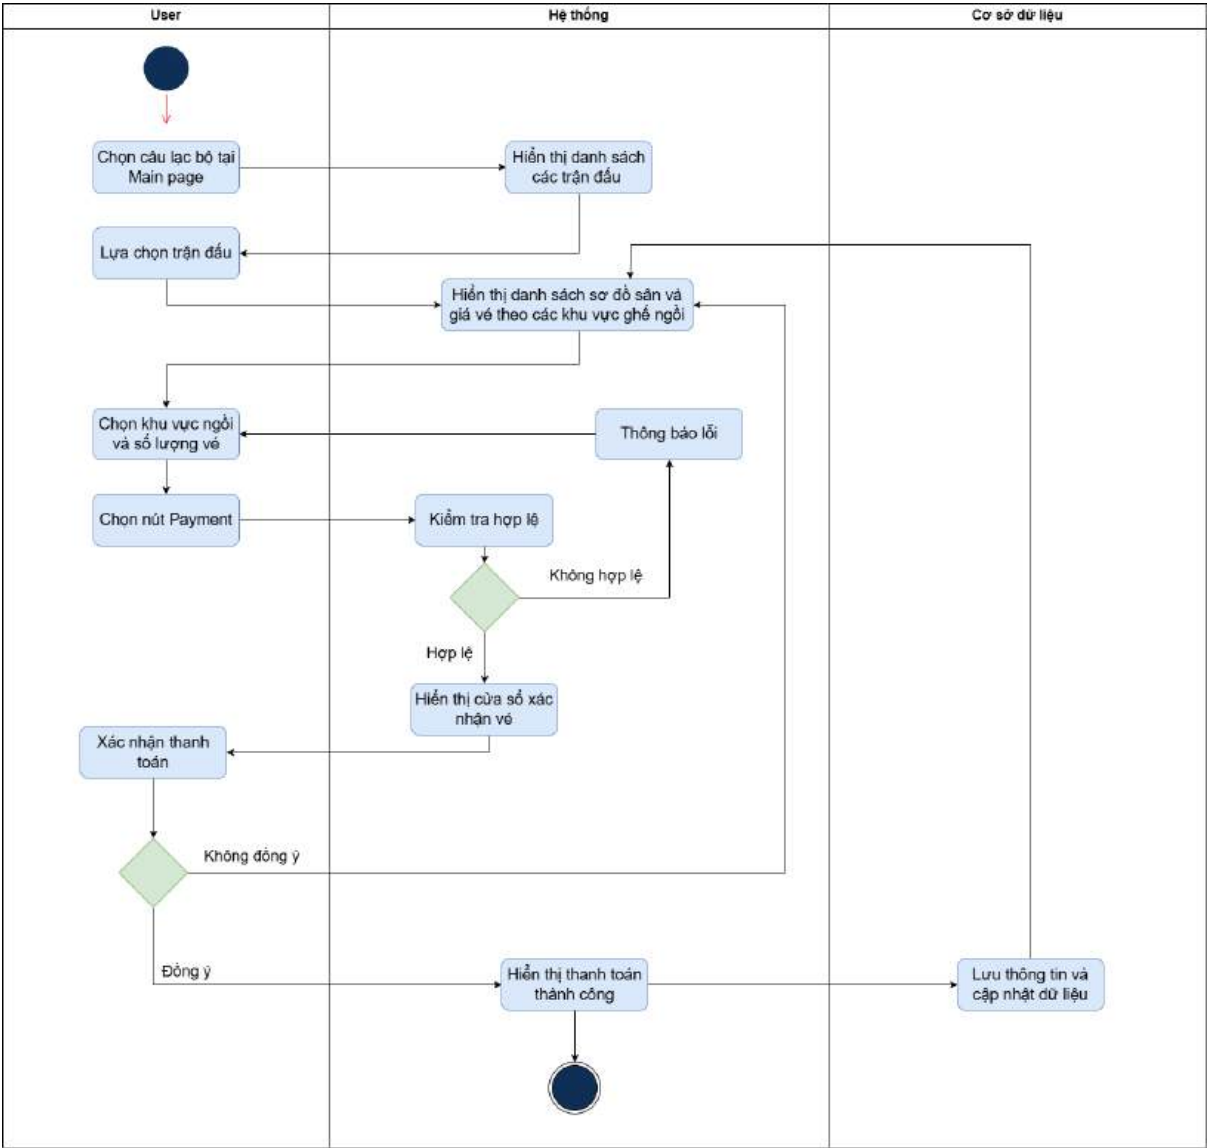 User
Hệ thống
Cơ sở dữ liệu
Chọn câu lạc bộ tại
Main page
Hiển thị danh sách
các trận đấu
Lựa chọn trận đấu
Hiển thị danh sách sơ đồ sân và
giá vé theo các khu vực ghế ngồi
Chọn khu vực ngồi
và số lượng vé
Thông báo lỗi
Chọn nút Payment
Kiểm tra hợp lệ
Không hợp lệ
Hợp lệ
Hiển thị cửa sổ xác
nhận vé
Xác nhận thanh
toán
Không đồng ý
Đồng ý
Hiển thị thanh toán
thành công
Lưu thông tin và
cập nhật dữ liệu